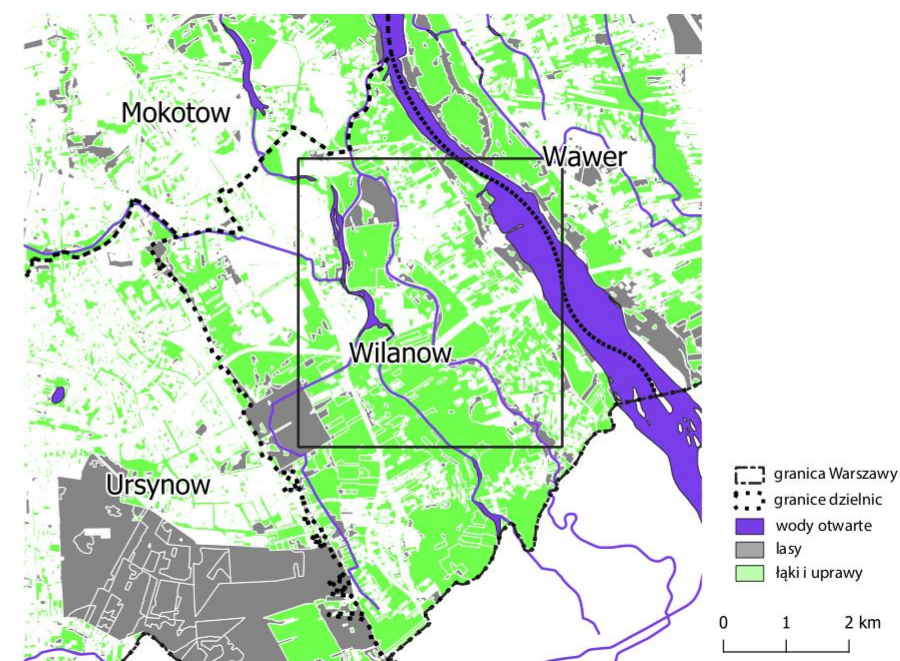 Mokotow
Wawer
Wilanow
Ursynow
granica Warszawy
granice dzielnic
wody otwarte
lasy
łąki i uprawy
0 1 2 km